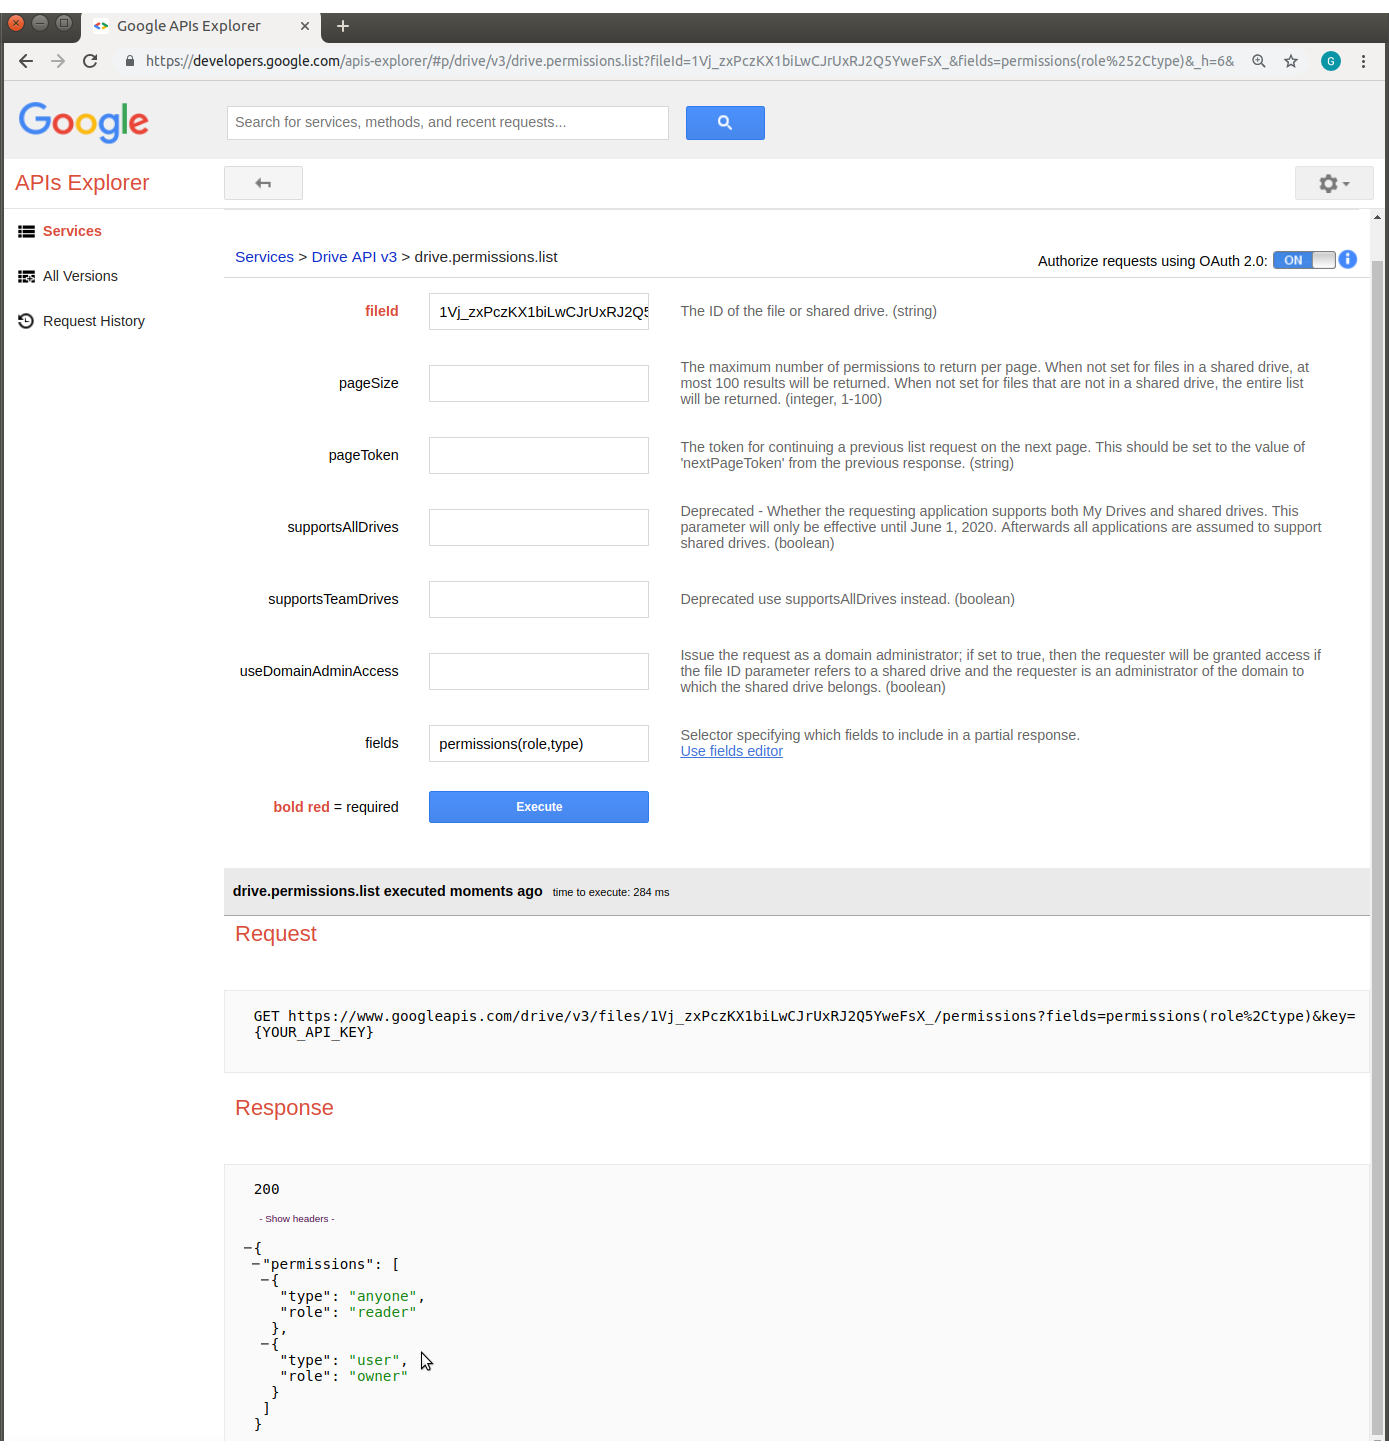 Google APIs Explorer
https://developers.google.com/apis-explorer/#p/drive/v3/drive.permissions.list?fileId=1Vj_zxPczKX1biLwCJrUxRJ2Q5YweFsX_&fields=permissions(role%252Ctype)&_h=6&
G
Google
Search for services, methods, and recent requests...
APIs Explorer
Services
All Versions
Request History
Services > Drive API v3 > drive.permissions.list
Authorize requests using OAuth 2.0: ON i
fileId 1Vj_zxPczKX1biLwCJrUxRJ2Q5 The ID of the file or shared drive. (string)
pageSize
The maximum number of permissions to return per page. When not set for files in a shared drive, at
most 100 results will be returned. When not set for files that are not in a shared drive, the entire list
will be returned. (integer, 1-100)
pageToken
The token for continuing a previous list request on the next page. This should be set to the value of
'nextPageToken' from the previous response. (string)
supportsAllDrives
Deprecated - Whether the requesting application supports both My Drives and shared drives. This
parameter will only be effective until June 1, 2020. Afterwards all applications are assumed to support
shared drives. (boolean)
supportsTeamDrives
Deprecated use supportsAllDrives instead. (boolean)
useDomainAdminAccess
Issue the request as a domain administrator; if set to true, then the requester will be granted access if
the file ID parameter refers to a shared drive and the requester is an administrator of the domain to
which the shared drive belongs. (boolean)
fields permissions(role,type)
Selector specifying which fields to include in a partial response.
Use fields editor
bold red = required
Execute
drive.permissions.list executed moments ago time to execute: 284 ms
Request
GET https://www.googleapis.com/drive/v3/files/1Vj_zxPczKX1biLwCJrUxRJ2Q5YweFsX_/permissions?fields=permissions(role%2Ctype)&key=
{YOUR_API_KEY}
Response
200
- Show headers -
−{
−"permissions": [
−{
"type": "anyone",
"role": "reader"
},
−{
"type": "user",
"role": "owner"
}
]
}